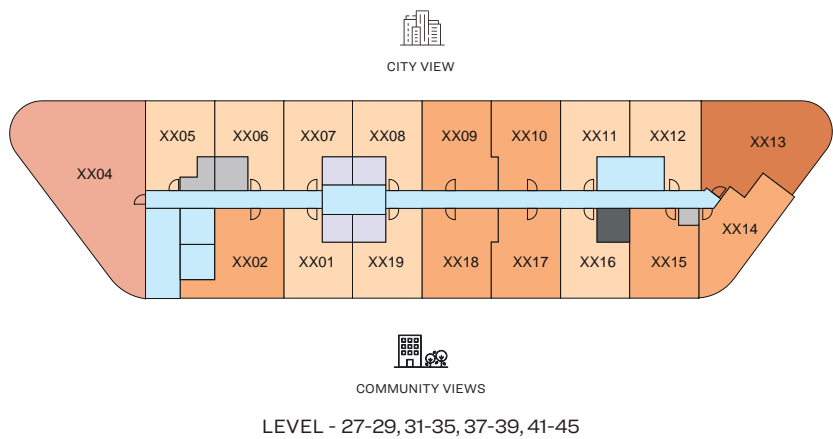 CITY VIEW
XX04
XX05
XX06
XX07
XX08
XX09
XX10
XX11
XX12
XX13
XX14
XX02
XX01
XX19
XX18
XX17
XX16
XX15
COMMUNITY VIEWS
LEVEL - 27-29, 31-35, 37-39, 41-45